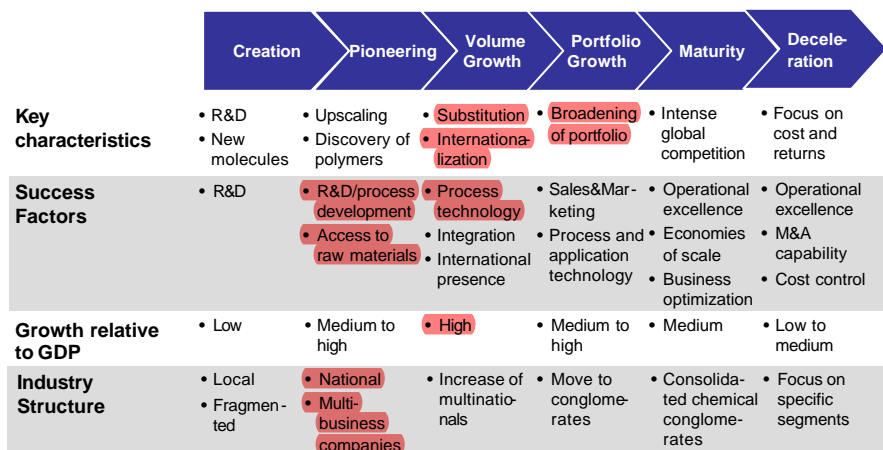 Creation
Pioneering
Volume
Growth
Portfolio
Growth
Maturity
Decele-
ration
Key
characteristics
• R&D
• New
molecules
• Upscaling
• Discovery of
polymers
• Substitution
• Internationa-
lization
• Broadening
of portfolio
• Intense
global
competition
• Focus on
cost and
returns
Success
Factors
• R&D
• R&D/process
development
• Access to
raw materials
• Process
technology
• Integration
• International
presence
• Sales&Mar-
keting
• Process and
application
technology
• Operational
excellence
• Economies
of scale
• Business
optimization
• Operational
excellence
• M&A
capability
• Cost control
Growth relative
to GDP
• Low
• Medium to
high
• High
• Medium to
high
• Medium
• Low to
medium
Industry
Structure
• Local
• Fragmen-
ted
• National
• Multi-
business
companies
• Increase of
multinatio-
nals
• Move to
conglome-
rates
• Consolida-
ted chemical
conglome-
rates
• Focus on
specific
segments